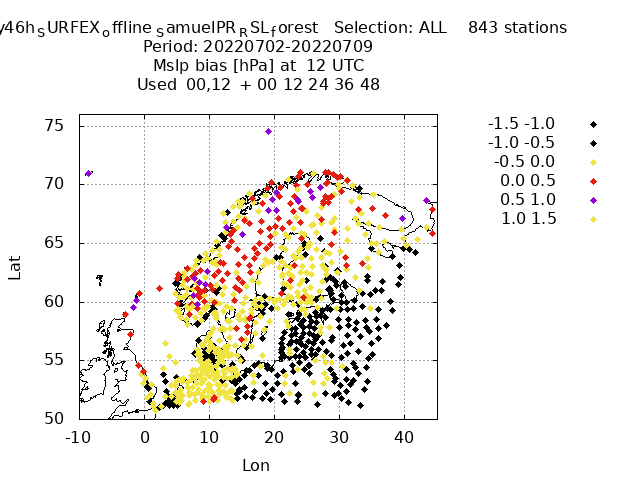 y46h_SURFEX_offline_SamuelPR_RSL_forest Selection: ALL 843 stations
Period: 20220702-20220709
Mslp bias [hPa] at 12 UTC
Used 00,12 + 00 12 24 36 48
-1.5 -1.0
-1.0 -0.5
-0.5 0.0
0.0 0.5
0.5 1.0
1.0 1.5
75
70
65
60
55
50
Lat
-10 0 10 20 30 40
Lon